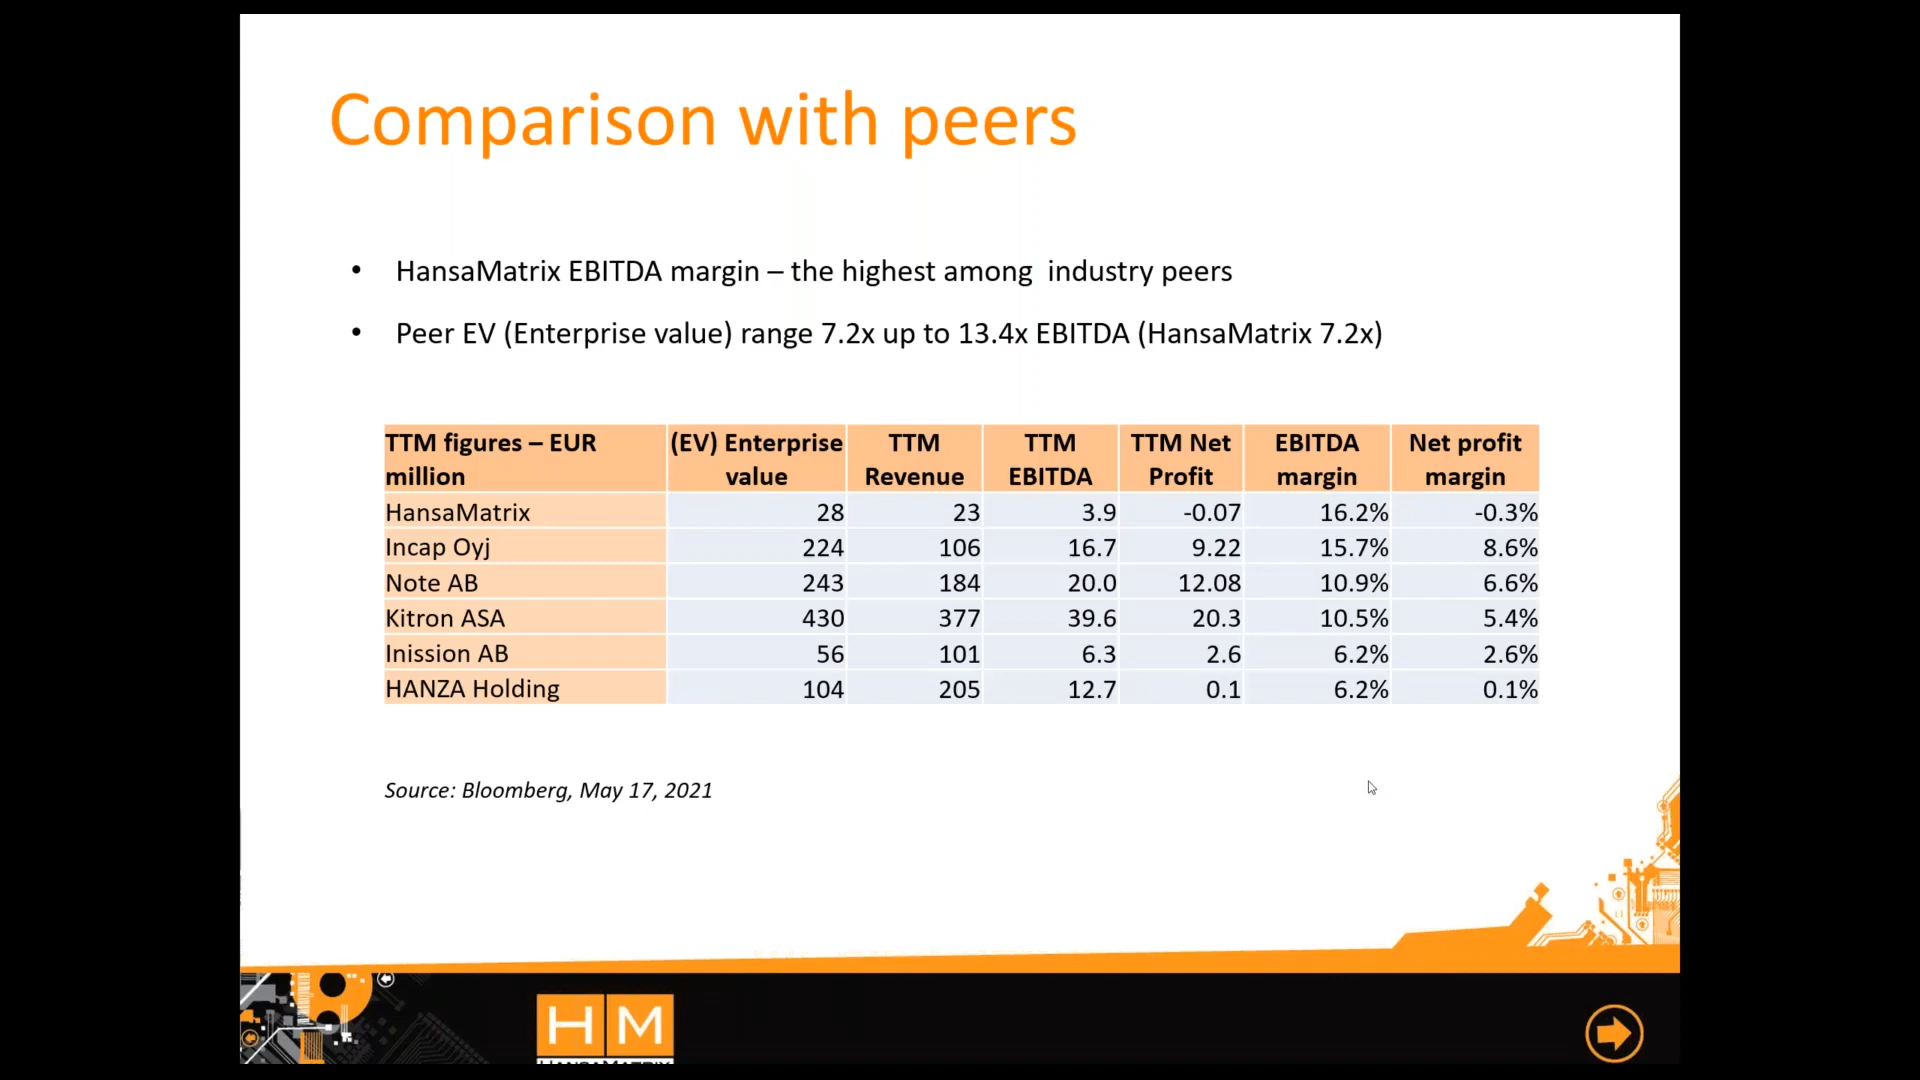 Comparison with peers
• HansaMatrix EBITDA margin – the highest among industry peers
• Peer EV (Enterprise value) range 7.2x up to 13.4x EBITDA (HansaMatrix 7.2x)
TTM figures – EUR million (EV) Enterprise value TTM Revenue TTM EBITDA TTM Net Profit EBITDA margin Net profit margin
HansaMatrix 28 23 3.9 -0.07 16.2% -0.3%
Incap Oyj 224 106 16.7 9.22 15.7% 8.6%
Note AB 243 184 20.0 12.08 10.9% 6.6%
Kitron ASA 430 377 39.6 20.3 10.5% 5.4%
Inission AB 56 101 6.3 2.6 6.2% 2.6%
HANZA Holding 104 205 12.7 0.1 6.2% 0.1%
Source: Bloomberg, May 17, 2021
HM
HANSAMATRIX